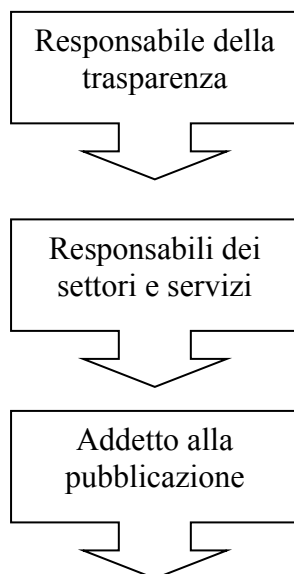 Responsabile della
trasparenza
Responsabili dei
settori e servizi
Addetto alla
pubblicazione